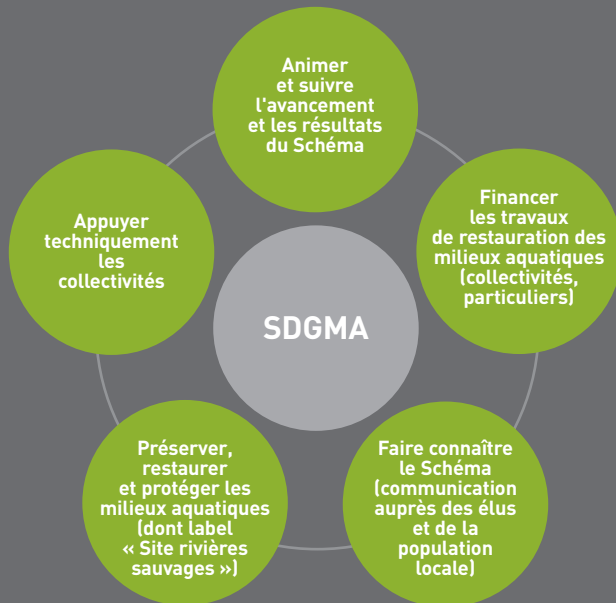 Animer
et suivre
l'avancement
et les résultats
du Schéma
Financer
les travaux
de restauration des
milieux aquatiques
(collectivités,
particuliers)
Faire connaître
le Schéma
(communication
auprès des élus
et de la
population
locale)
Préserver,
restaurer
et protéger les
milieux aquatiques
(dont label
« Site rivières
sauvages »)
Appuyer
techniquement
les
collectivités
SDGMA